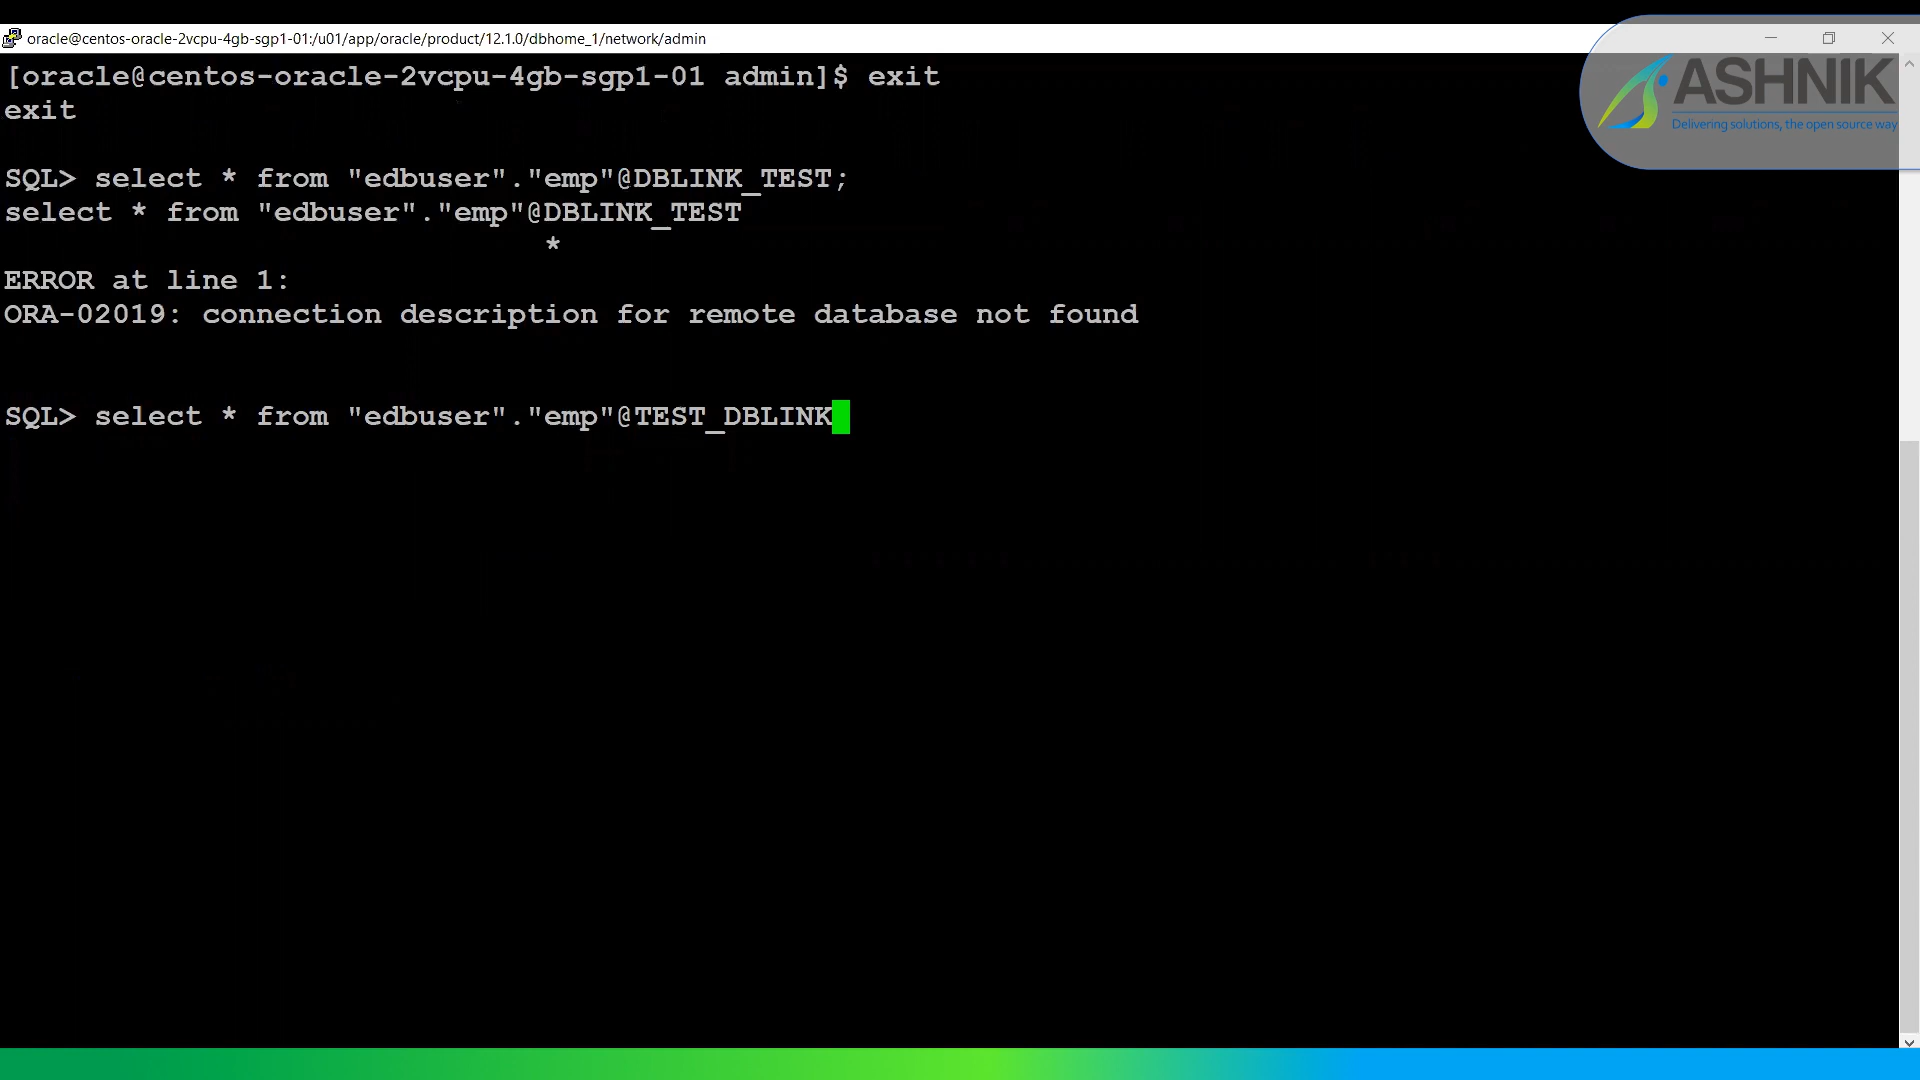 oracle@centos-oracle-2vcpu-4gb-sgp1-01:/u01/app/oracle/product/12.1.0/dbhome_1/network/admin
ASHNIK
Delivering solutions, the open source way
[oracle@centos-oracle-2vcpu-4gb-sgp1-01 admin]$ exit
exit
SQL> select * from "edbuser"."emp"@DBLINK_TEST;
select * from "edbuser"."emp"@DBLINK_TEST
*
ERROR at line 1:
ORA-02019: connection description for remote database not found
SQL> select * from "edbuser"."emp"@TEST_DBLINK